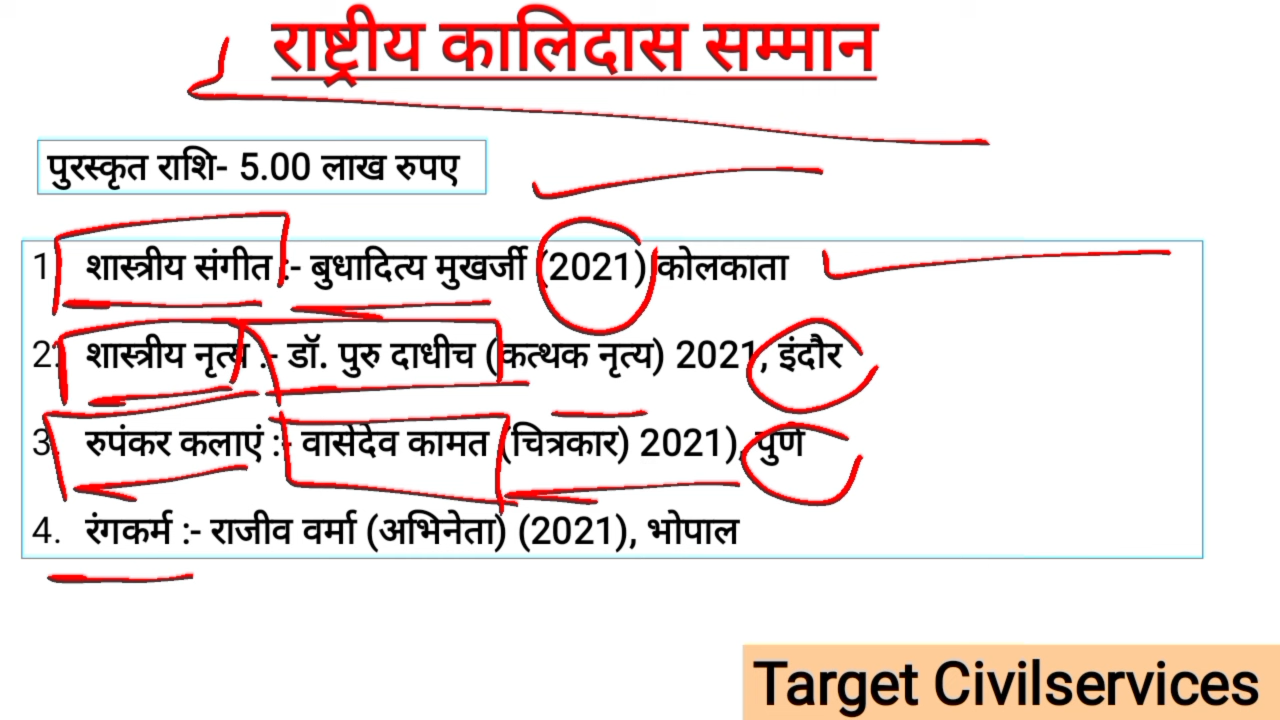 राष्ट्रीय कालिदास सम्मान
पुरस्कृत राशि- 5.00 लाख रुपए
1. शास्त्रीय संगीत :- बुधादित्य मुखर्जी (2021) कोलकाता
2. शास्त्रीय नृत्य :- डॉ. पुरु दाधीच (कत्थक नृत्य) 2021, इंदौर
3. रुपंकर कलाएं :- वासेदेव कामत (चित्रकार) 2021), पुणे
4. रंगकर्म :- राजीव वर्मा (अभिनेता) (2021), भोपाल
Target Civilservices